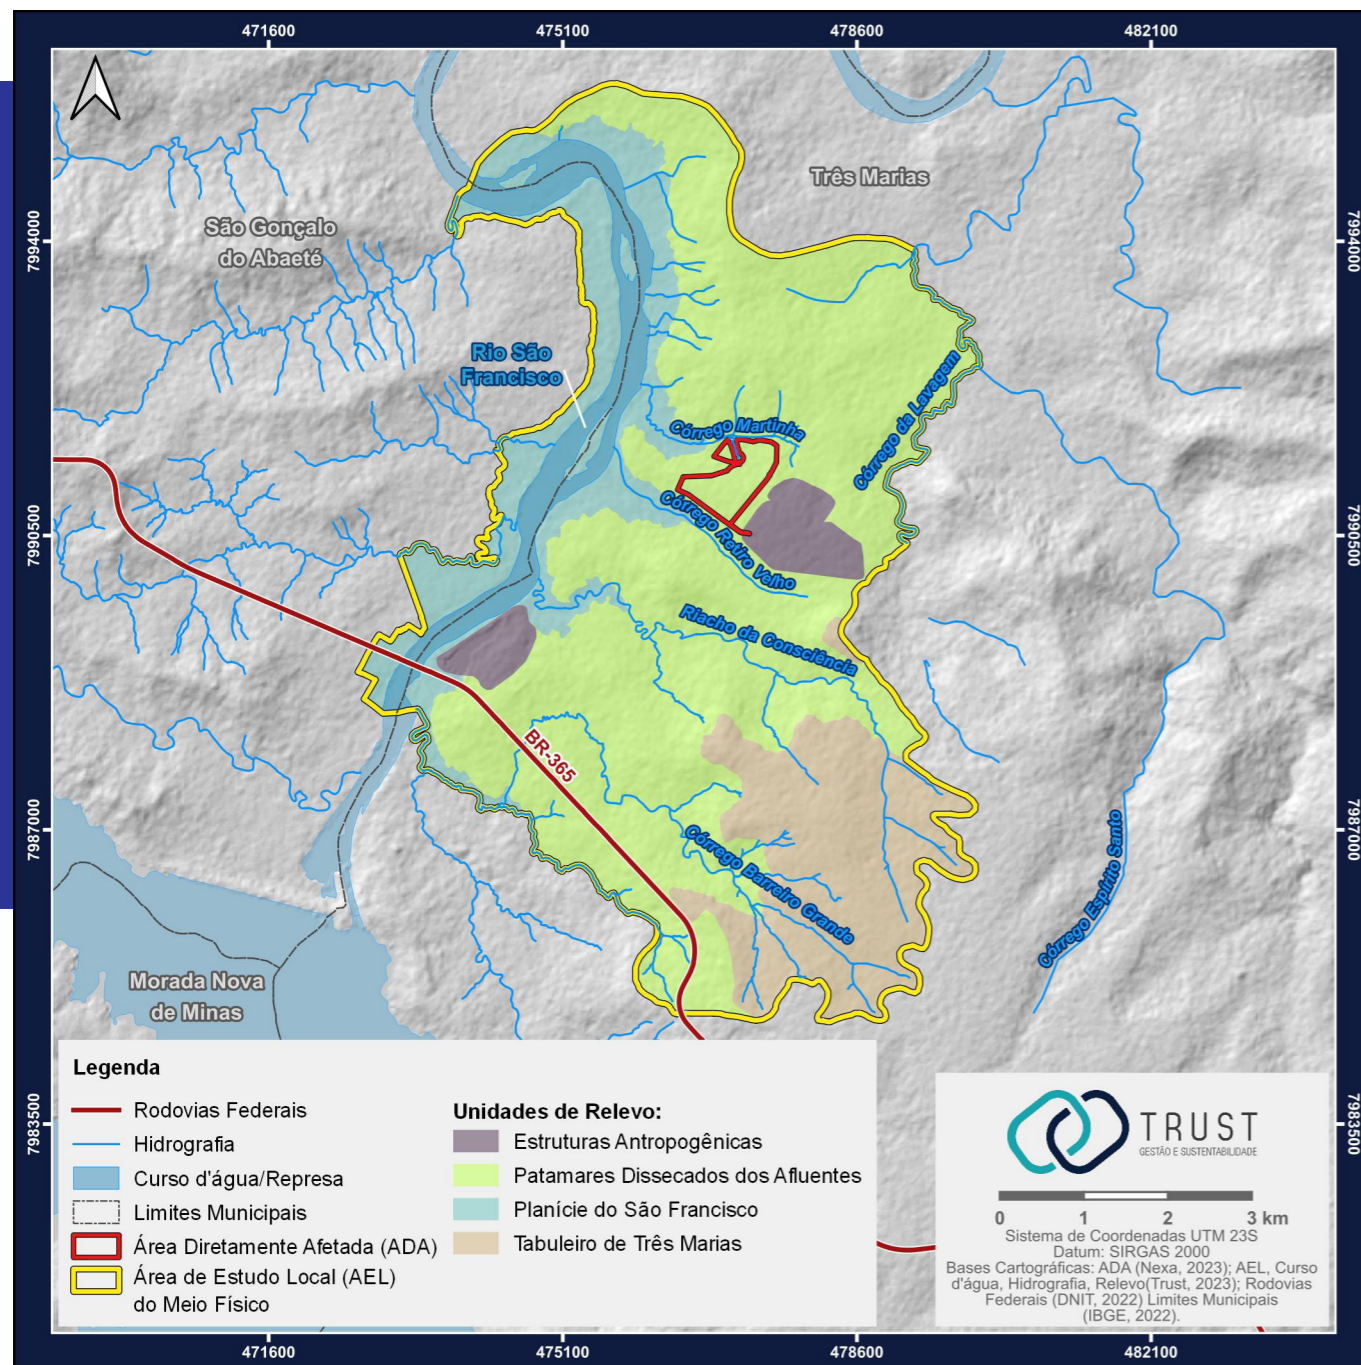 471600
475100
478600
482100
Três Marias
São Gonçalo
do Abaeté
7994000
7994000
Rio São
Francisco
Córrego da Lavagem
Córrego Martinha
7990500
7990500
Córrego Retiro Velho
Riacho da Consciência
BR-365
7987000
7987000
Córrego Barreiro Grande
Córrego Espírito Santo
Morada Nova
de Minas
7983500
7983500
Legenda
Rodovias Federais
Hidrografia
Curso d'água/Represa
Limites Municipais
Área Diretamente Afetada (ADA)
Área de Estudo Local (AEL)
do Meio Físico
Unidades de Relevo:
Estruturas Antropogênicas
Patamares Dissecados dos Afluentes
Planície do São Francisco
Tabuleiro de Três Marias
TRUST
GESTÃO E SUSTENTABILIDADE
0 1 2 3 km
Sistema de Coordenadas UTM 23S
Datum: SIRGAS 2000
Bases Cartográficas: ADA (Nexa, 2023); AEL, Curso
d'água, Hidrografia, Relevo(Trust, 2023); Rodovias
Federais (DNIT, 2022) Limites Municipais
(IBGE, 2022).
471600
475100
478600
482100